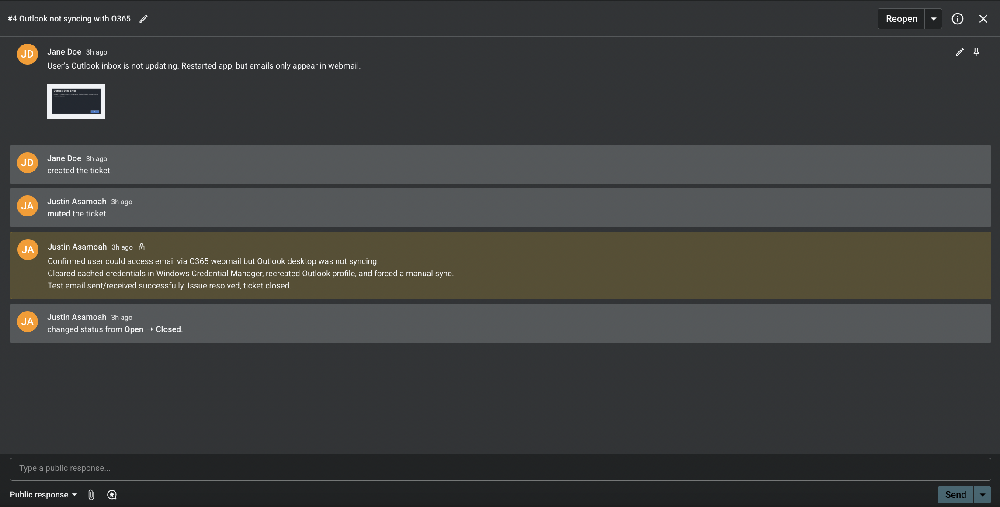 #4 Outlook not syncing with O365
Reopen
JD
Jane Doe 3h ago
User’s Outlook inbox is not updating. Restarted app, but emails only appear in webmail.
Outlook Sync Error
JD
Jane Doe 3h ago
created the ticket.
JA
Justin Asamoah 3h ago
muted the ticket.
JA
Justin Asamoah 3h ago
Confirmed user could access email via O365 webmail but Outlook desktop was not syncing.
Cleared cached credentials in Windows Credential Manager, recreated Outlook profile, and forced a manual sync.
Test email sent/received successfully. Issue resolved, ticket closed.
JA
Justin Asamoah 3h ago
changed status from Open → Closed.
Type a public response...
Public response
Send